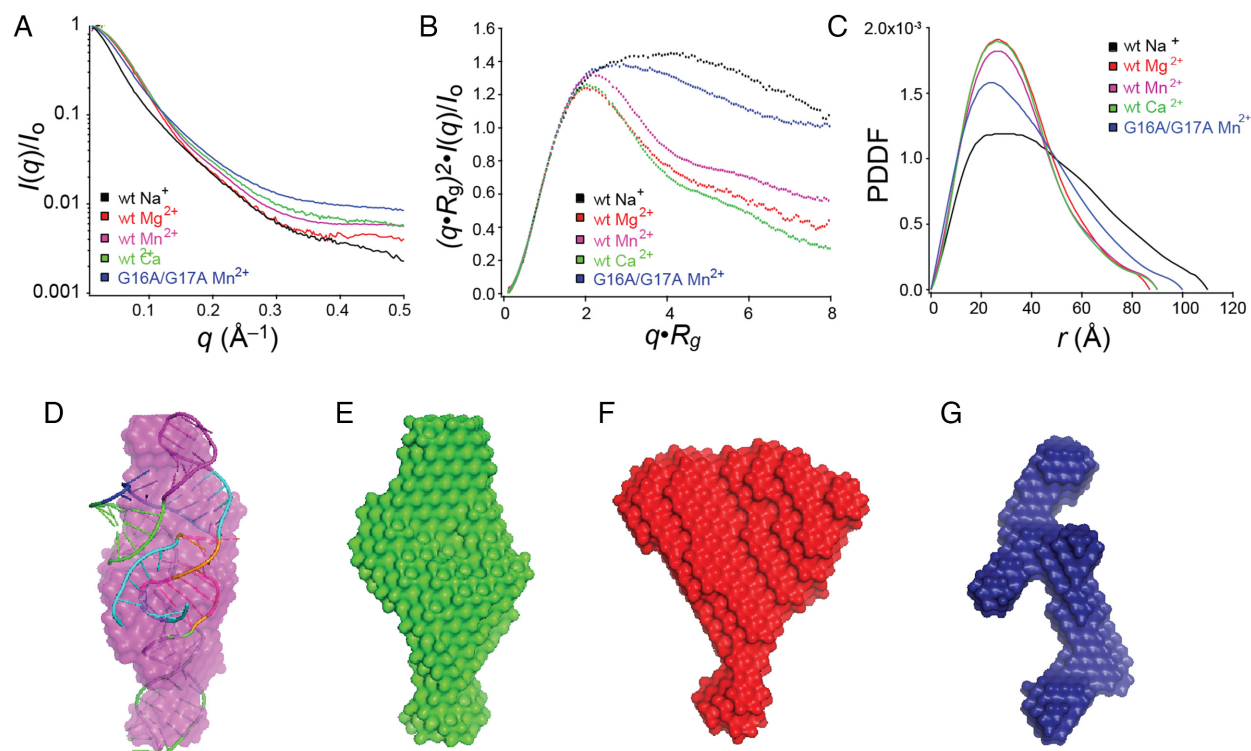 A
I(q)/I₀
1
0.1
0.01
0.001
wt Na⁺
wt Mg²⁺
wt Mn²⁺
wt Ca²⁺
G16A/G17A Mn²⁺
0.1 0.2 0.3 0.4 0.5
q (Å⁻¹)
B
(q•Rg)²•I(q)/I₀
1.6
1.4
1.2
1.0
0.8
0.6
0.4
0.2
0.0
wt Na⁺
wt Mg²⁺
wt Mn²⁺
wt Ca²⁺
G16A/G17A Mn²⁺
0 2 4 6 8
q•Rg
C
PDDF
2.0x10⁻³
1.5
1.0
0.5
0.0
wt Na⁺
wt Mg²⁺
wt Mn²⁺
wt Ca²⁺
G16A/G17A Mn²⁺
0 20 40 60 80 100 120
r (Å)
D E F G